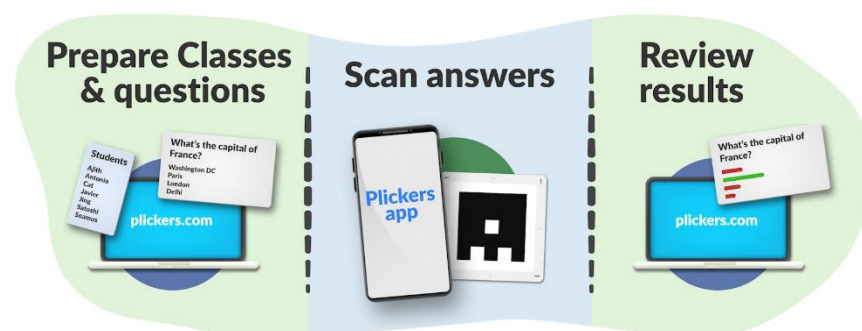 Prepare Classes
& questions
Students
Ajith
Antonia
Cat
Javier
Jing
Satoshi
Seamus
What's the capital of
France?
Washington DC
Paris
London
Delhi
plickers.com
Scan answers
Plickers
app
Review
results
What's the capital of
France?
plickers.com